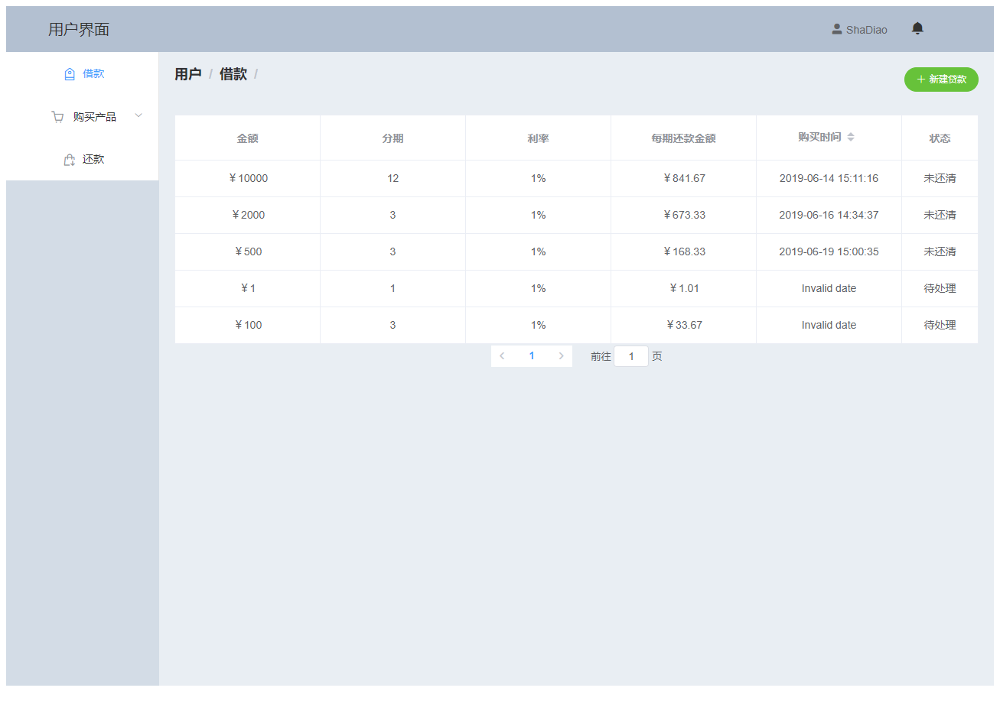 用户界面 ShaDiao
借款
购买产品
还款
用户 / 借款 /
+ 新建贷款
金额 分期 利率 每期还款金额 购买时间 状态
￥10000 12 1% ￥841.67 2019-06-14 15:11:16 未还清
￥2000 3 1% ￥673.33 2019-06-16 14:34:37 未还清
￥500 3 1% ￥168.33 2019-06-19 15:00:35 未还清
￥1 1 1% ￥1.01 Invalid date 待处理
￥100 3 1% ￥33.67 Invalid date 待处理
1 前往 1 页